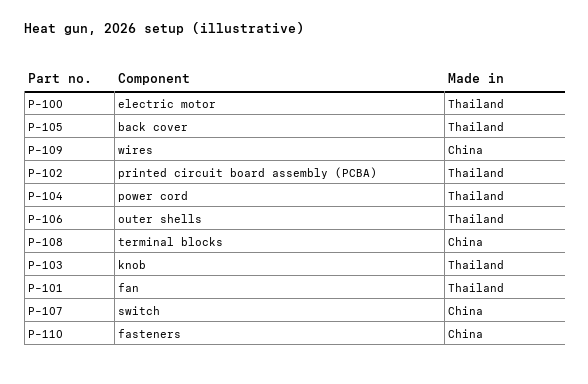 Heat gun, 2026 setup (illustrative)
Part no. Component Made in
P-100 electric motor Thailand
P-105 back cover Thailand
P-109 wires China
P-102 printed circuit board assembly (PCBA) Thailand
P-104 power cord Thailand
P-106 outer shells Thailand
P-108 terminal blocks China
P-103 knob Thailand
P-101 fan Thailand
P-107 switch China
P-110 fasteners China